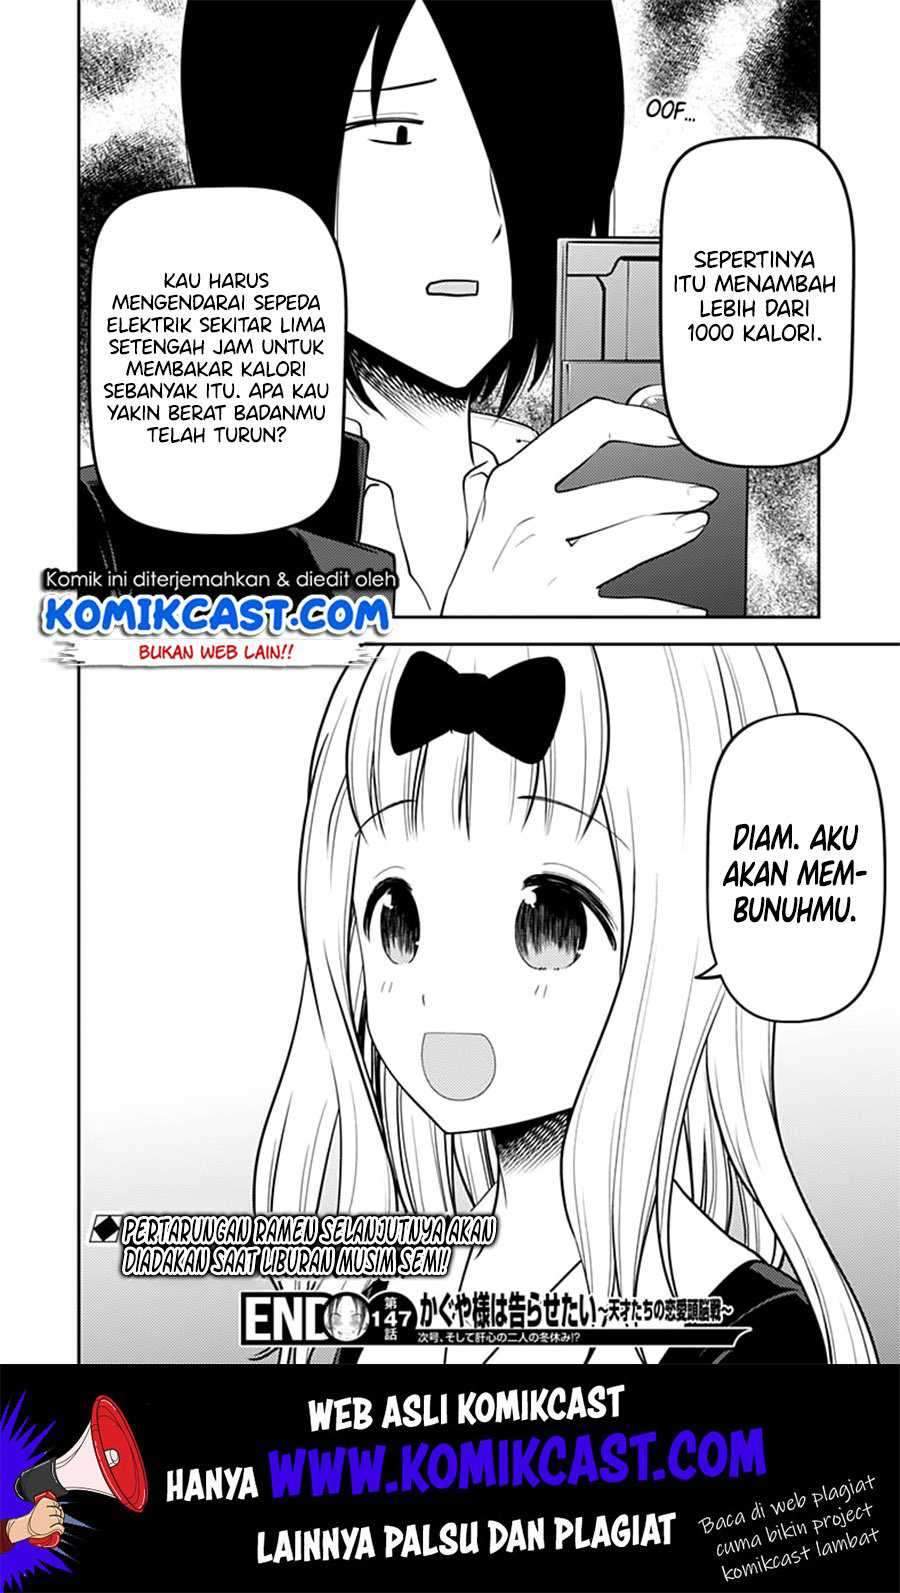 OOF...
SEPERTINYA
ITU MENAMBAH
LEBIH DARI
1000 KALORI.
KAU HARUS
MENGENDARAI SEPEDA
ELEKTRIK SEKITAR LIMA
SETENGAH JAM UNTUK
MEMBAKAR KALORI
SEBANYAK ITU. APA KAU
YAKIN BERAT BADANMU
TELAH TURUN?
Komik ini diterjemahkan & diedit oleh
KOMIKCAST.COM
BUKAN WEB LAIN!!
DIAM. AKU
AKAN MEM-
BUNUHMU.
PERTARUNGAN RAMEN SELANJUTNYA AKAN
DIADAKAN SAAT LIBURAN MUSIM SEMI!
END 第147話 かぐや様は告らせたい ~天才たちの恋愛頭脳戦~
次号、そして肝心の二人の冬休み!?
WEB ASLI KOMIKCAST
HANYA WWW.KOMIKCAST.COM
LAINNYA PALSU DAN PLAGIAT
Baca di web plagiat
cuma bikin project
komikcast lambat